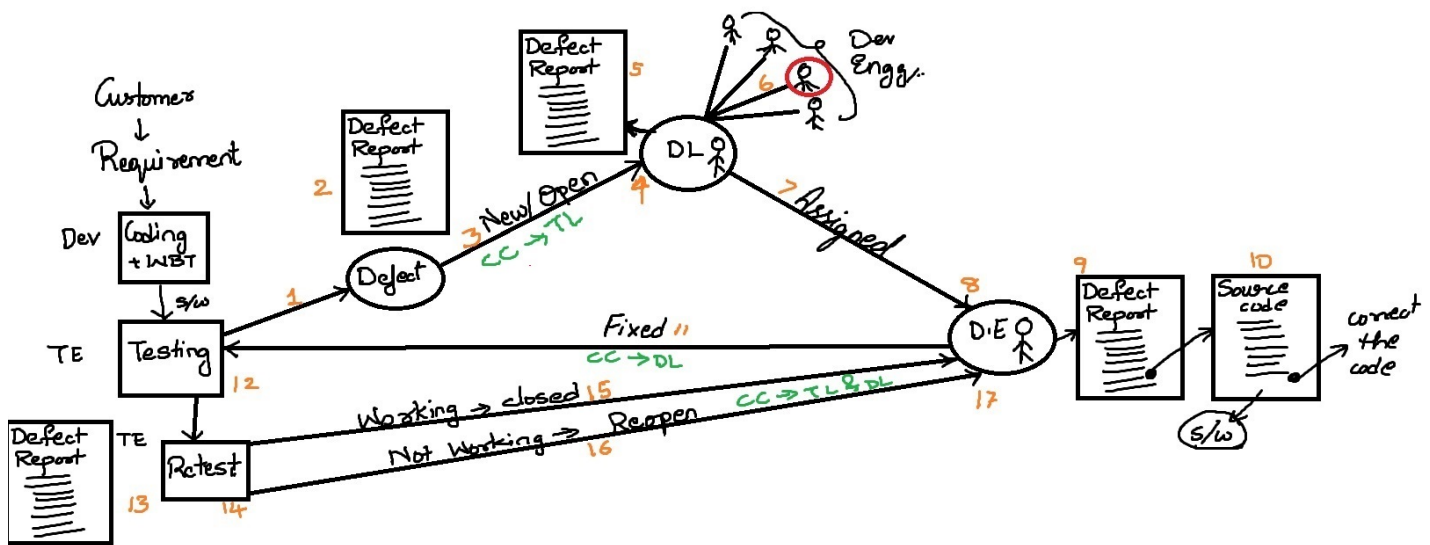 Customer
Requirement
Dev
Coding
+ WBT
s/w
TE
Testing
12
1
Defect
2
Defect
Report
3
New/Open
CC → TL
4
DL
5
Defect
Report
6
Dev
Engg..
7
Assigned
8
D.E
9
Defect
Report
10
Source
code
correct
the
code
s/w
Fixed 11
CC → DL
TE
Retest
13
14
Defect
Report
Working → closed 15
CC → TL & DL
Not Working → Reopen
16
17